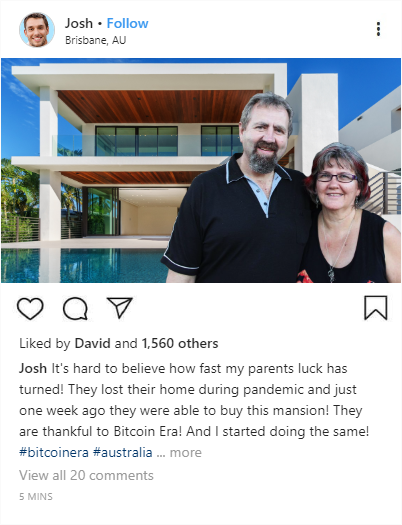 Josh • Follow
Brisbane, AU
Liked by David and 1,560 others
Josh It's hard to believe how fast my parents luck has
turned! They lost their home during pandemic and just
one week ago they were able to buy this mansion! They
are thankful to Bitcoin Era! And I started doing the same!
#bitcoinera #australia ... more
View all 20 comments
5 MINS